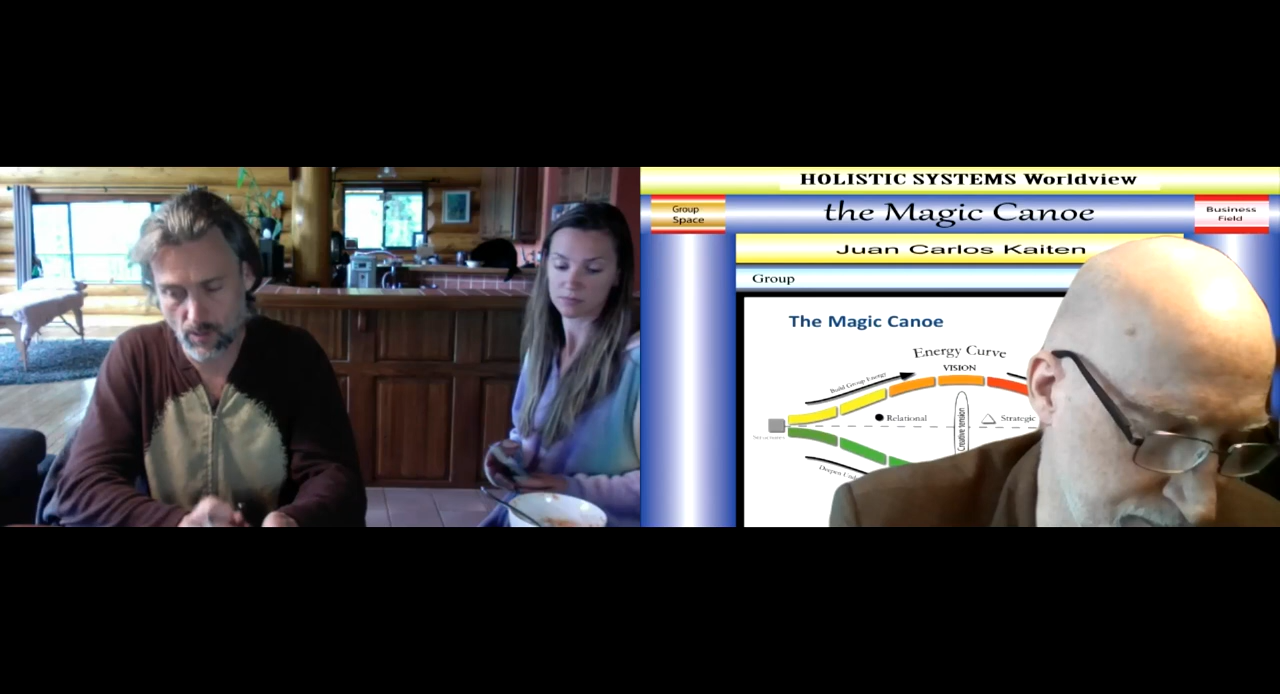 HOLISTIC SYSTEMS Worldview
Group
Space
the Magic Canoe
Business
Field
Juan Carlos Kaiten
Group
The Magic Canoe
Energy Curve
VISION
Build Group Energy
Relational
Creative tension
Strategic
Deepen